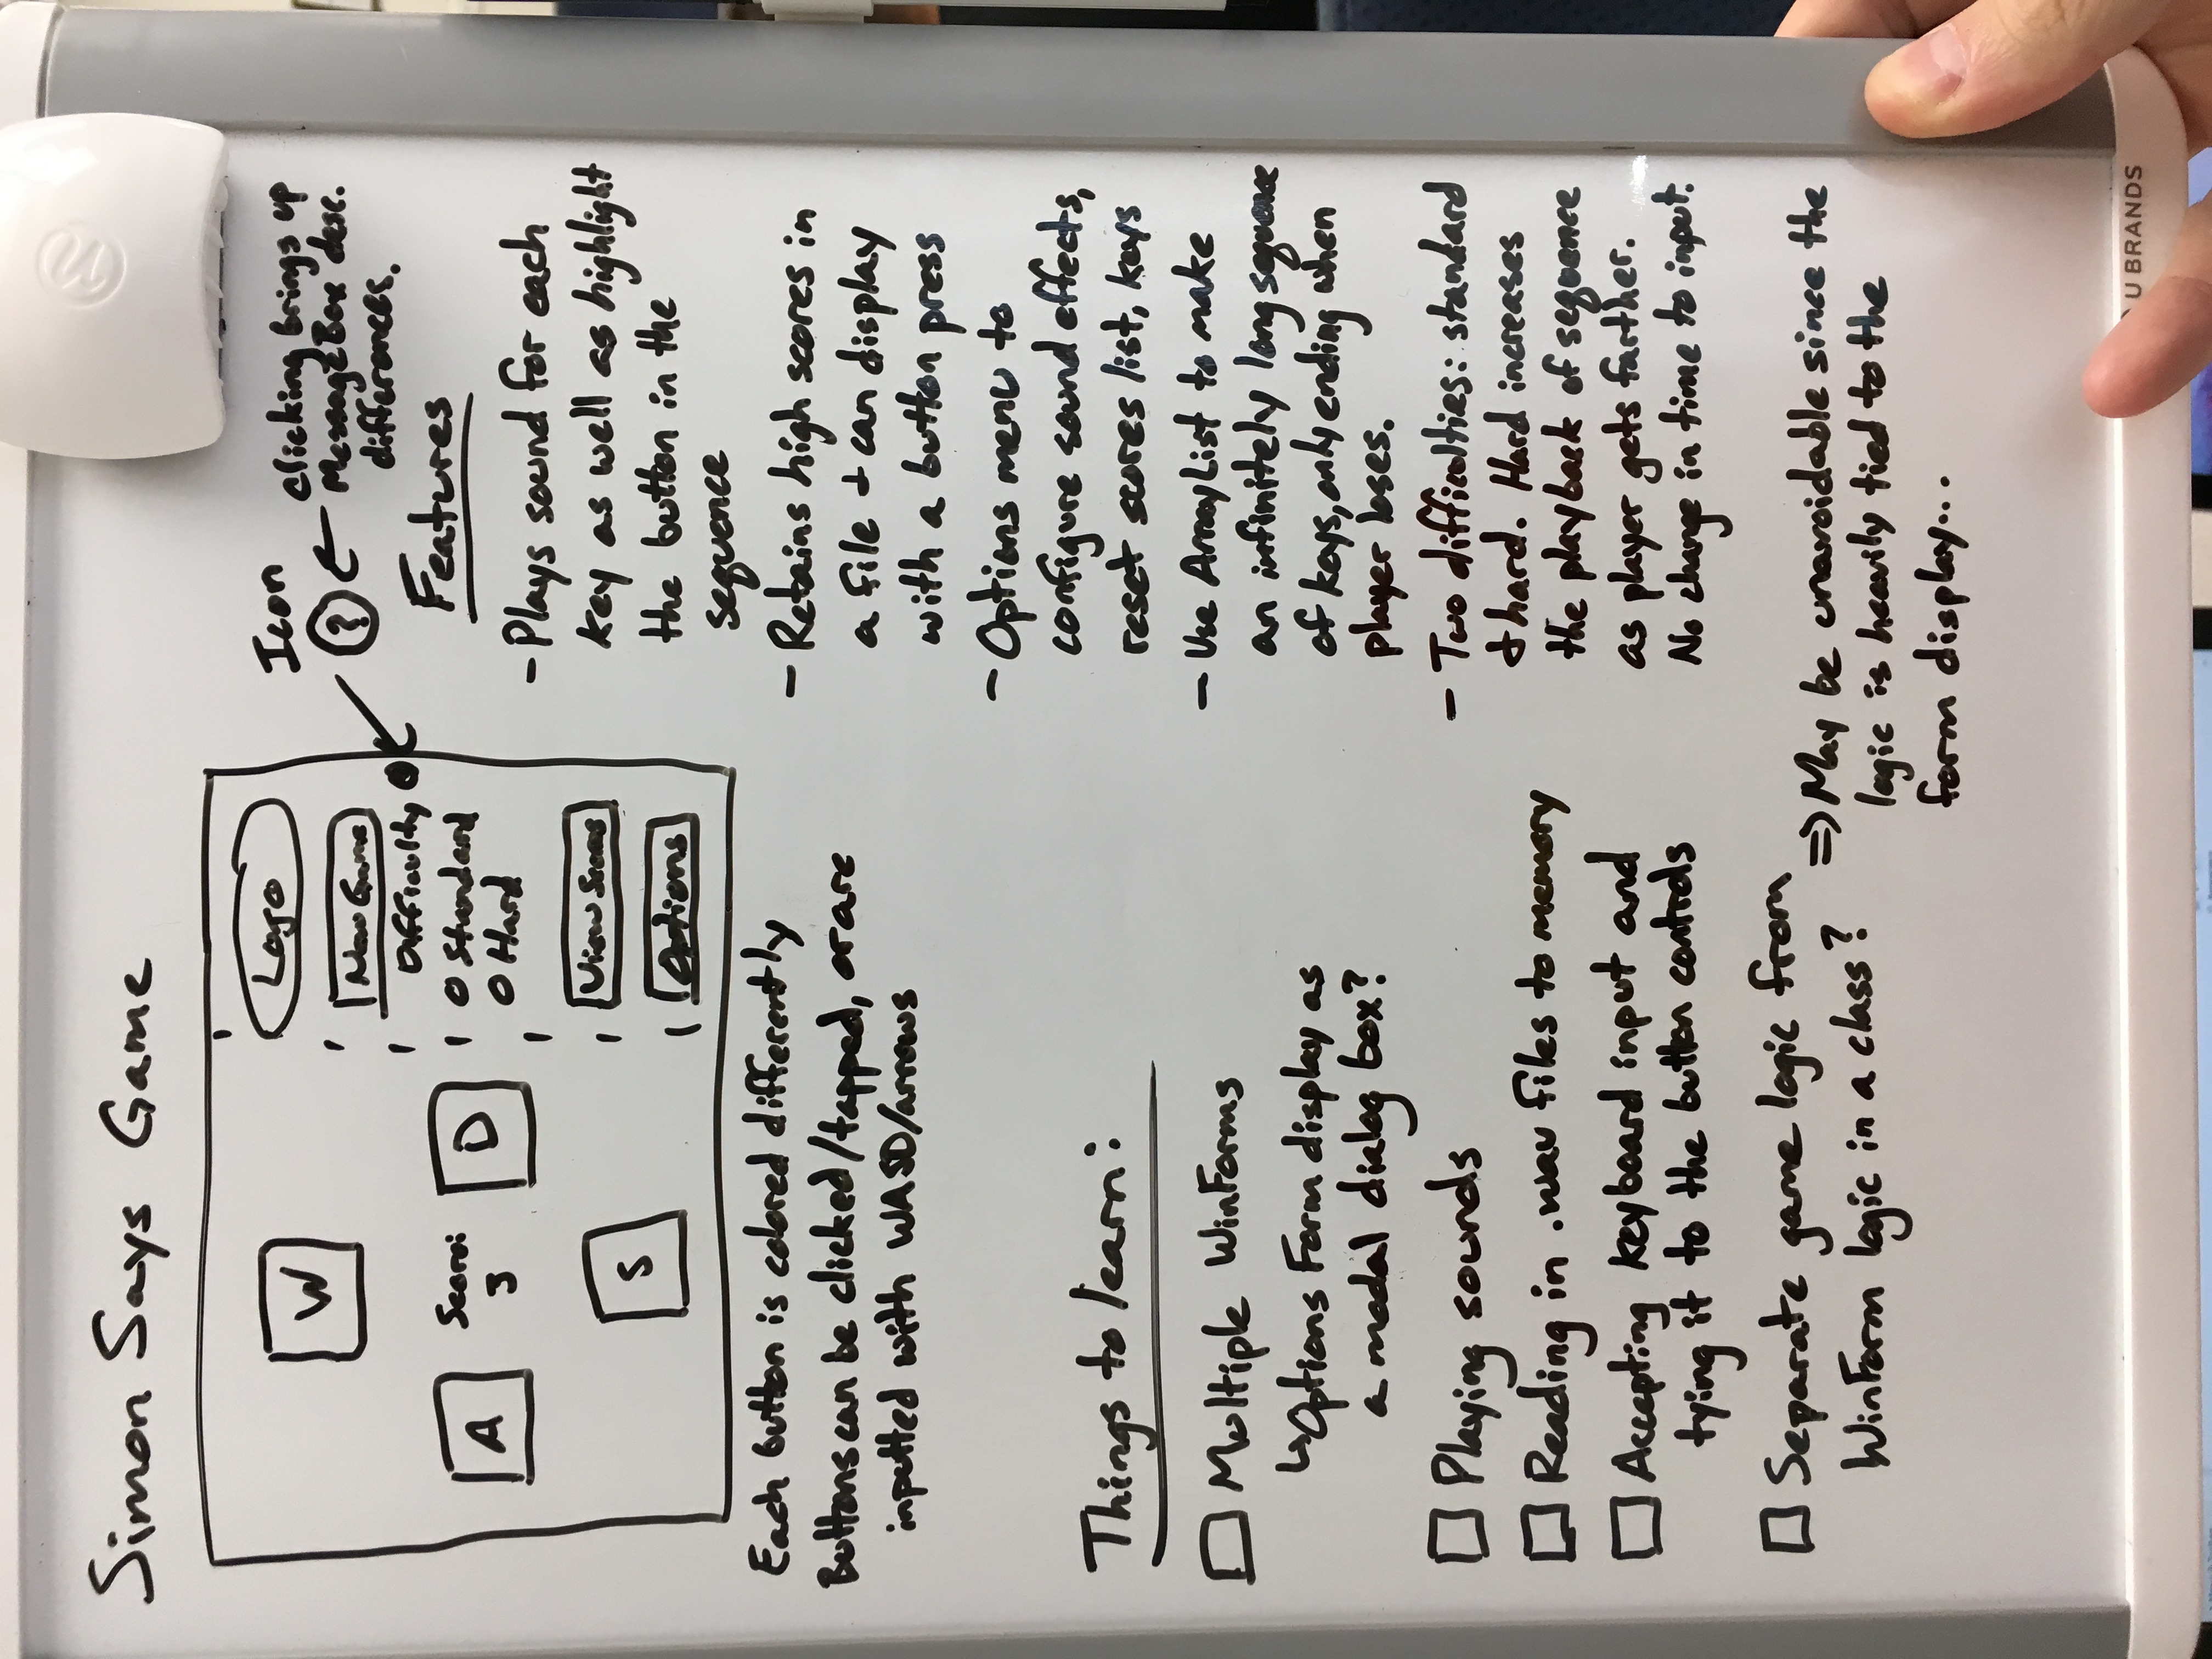 Simon Says Game
W
A
Score:
3
D
S
Logo
New Game
Difficulty
Standard
Hard
View Scores
Options
Icon
?
clicking brings up
MessageBox desc.
differences.
Each button is colored differently
Buttons can be clicked/tapped, or are
inputted with WASD/arrows
Things to learn:
Multiple WinForms
↳Options Form display as
a modal dialog box?
Playing sounds
Reading in .wav files to memory
Accepting keyboard input and
tying it to the button controls
Separate game logic from
WinForm logic in a class?
⇒ May be unavoidable since the
logic is heavily tied to the
form display...
Features
- Plays sound for each
key as well as highlight
the button in the
sequence
- Retains high scores in
a file + can display
with a button press
- Options menu to
configure sound effects,
reset scores list, keys
- Use ArrayList to make
an infinitely long sequence
of keys, only ending when
player loses.
- Two difficulties: standard
+ hard. Hard increases
the playback of sequence
as player gets farther.
No change in time to input.
U BRANDS